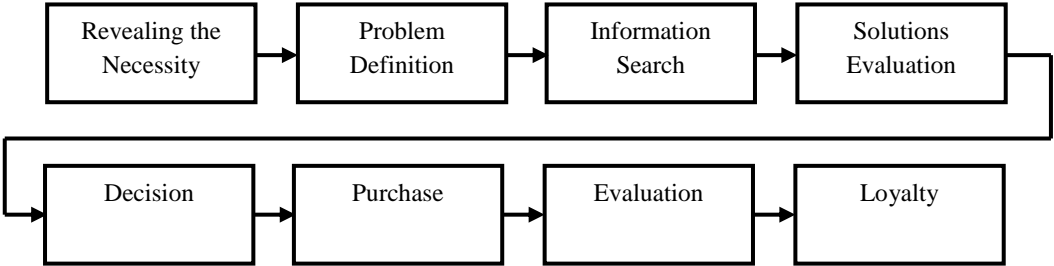 Revealing the
Necessity
Problem
Definition
Information
Search
Solutions
Evaluation
Decision
Purchase
Evaluation
Loyalty